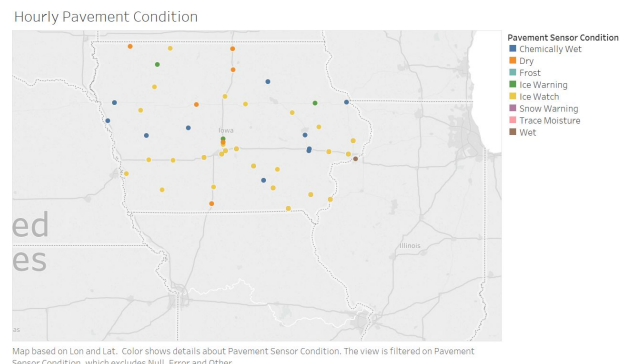 Hourly Pavement Condition
Pavement Sensor Condition
Chemically Wet
Dry
Frost
Ice Warning
Ice Watch
Snow Warning
Trace Moisture
Wet
Iowa
ed
es
Illinois
as
Map based on Lon and Lat. Color shows details about Pavement Sensor Condition. The view is filtered on Pavement
Sensor Condition, which excludes Null, Error and Other.